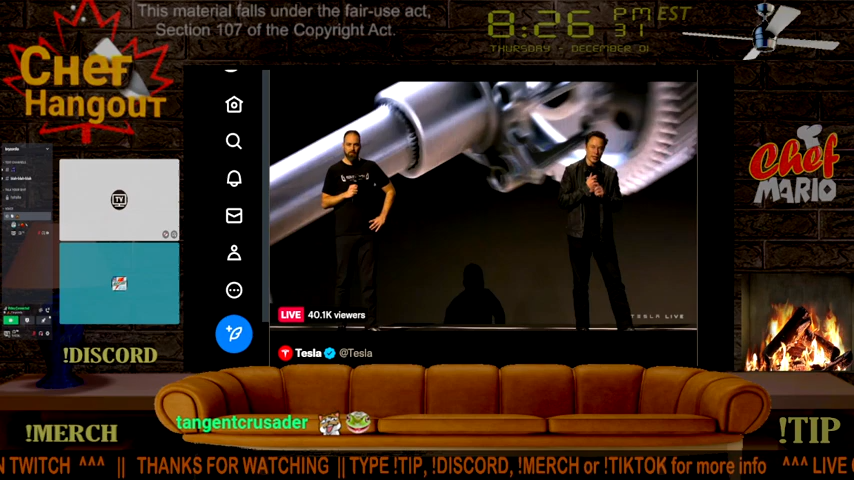 This material falls under the fair-use act,
Section 107 of the Copyright Act.
8:26 PM EST
31
THURSDAY - DECEMBER 01
CHEF
HANGOUT
Chef
MARIO
TV
LIVE 40.1K viewers
TESLA LIVE
Tesla @Tesla
!DISCORD
tangentcrusader
!MERCH
!TIP
N TWITCH ^^^ || THANKS FOR WATCHING || TYPE !TIP, !DISCORD, !MERCH or !TIKTOK for more info ^^^ LIVE